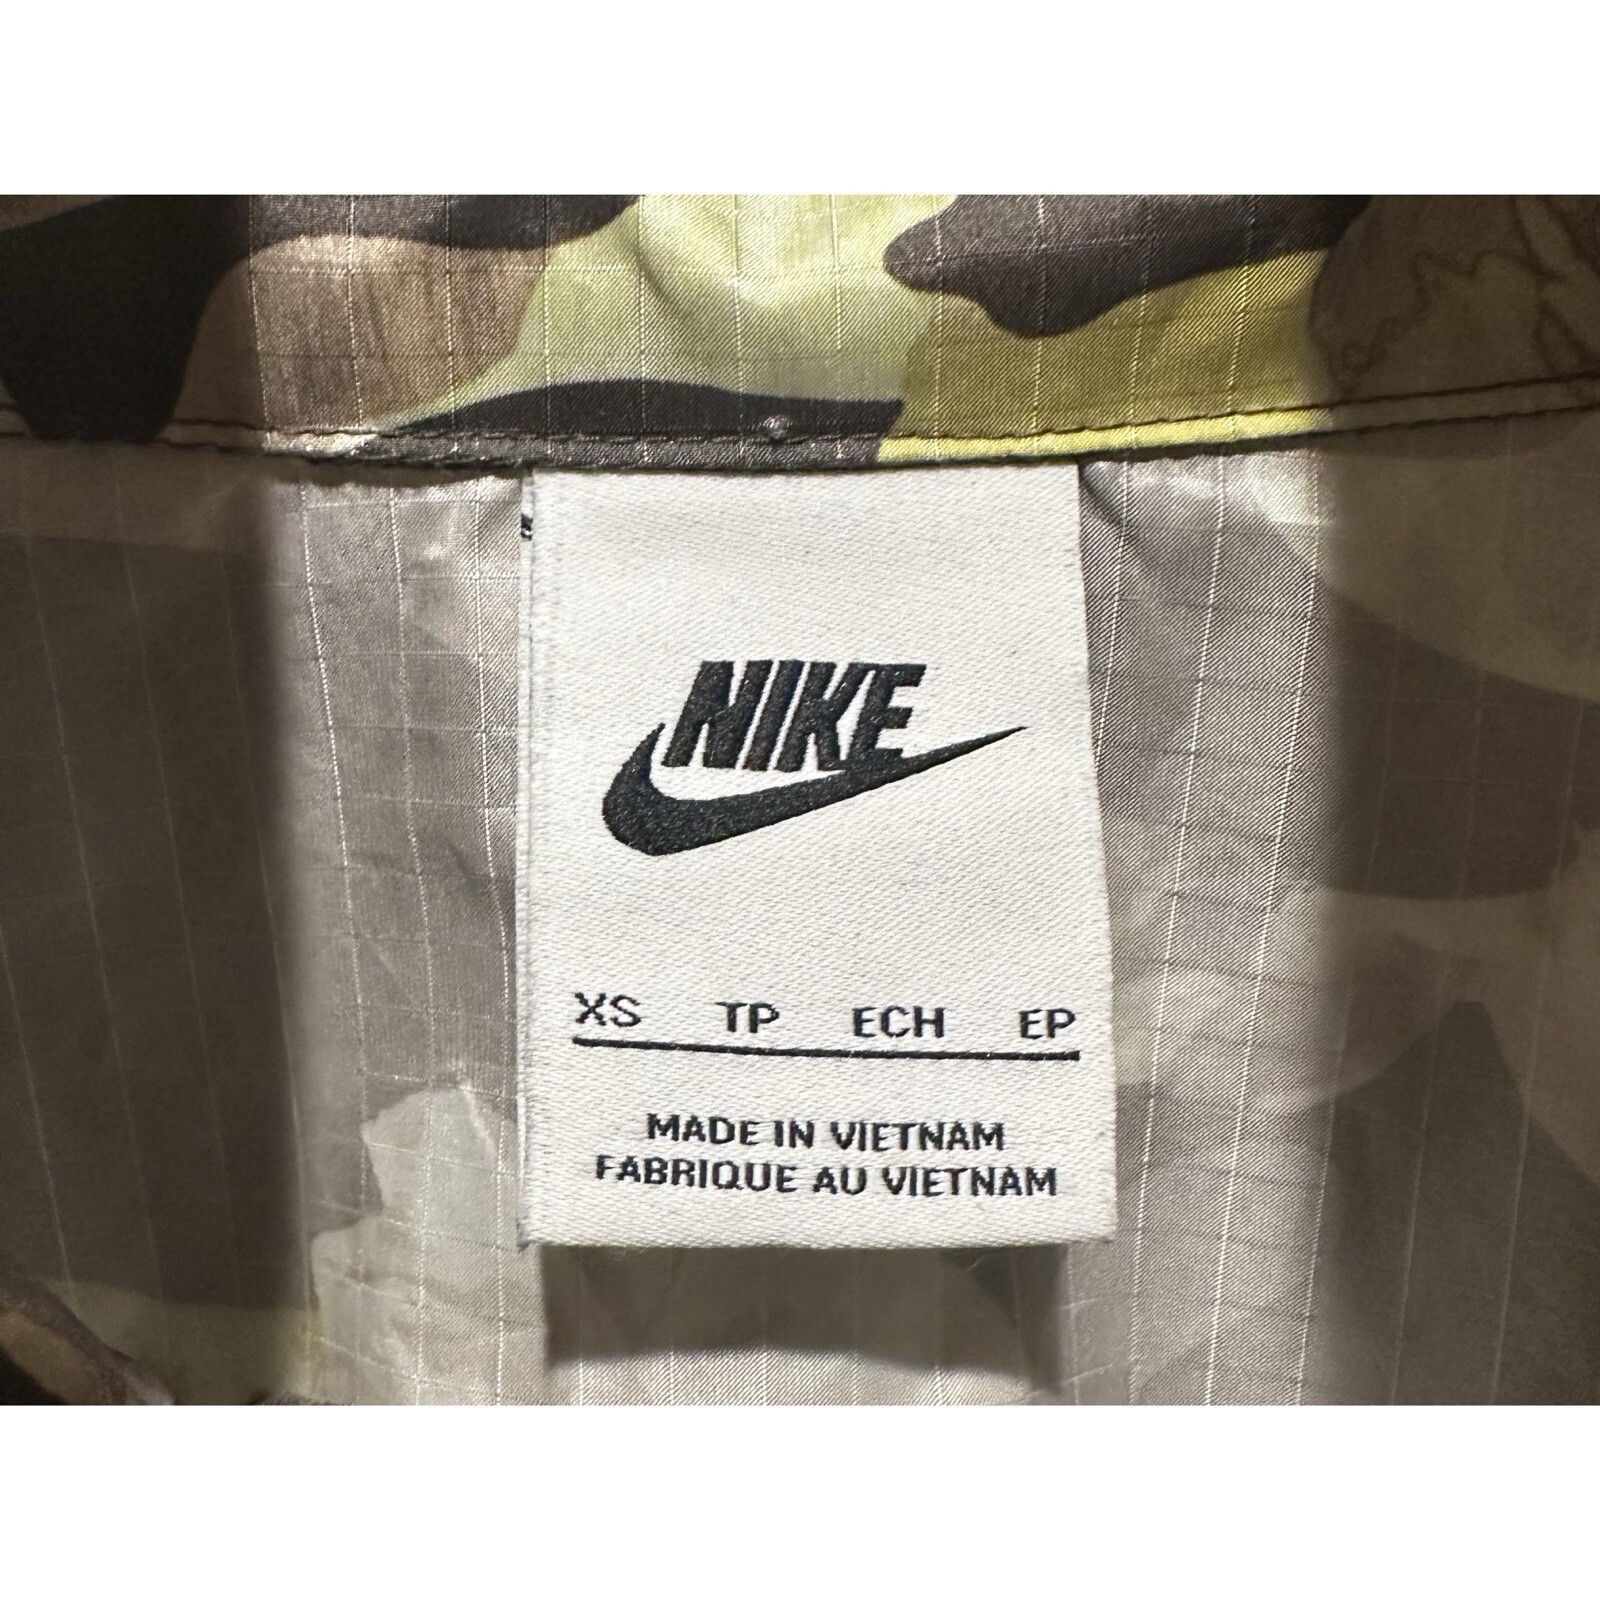 NIKE
XS TP ECH EP
MADE IN VIETNAM
FABRIQUE AU VIETNAM